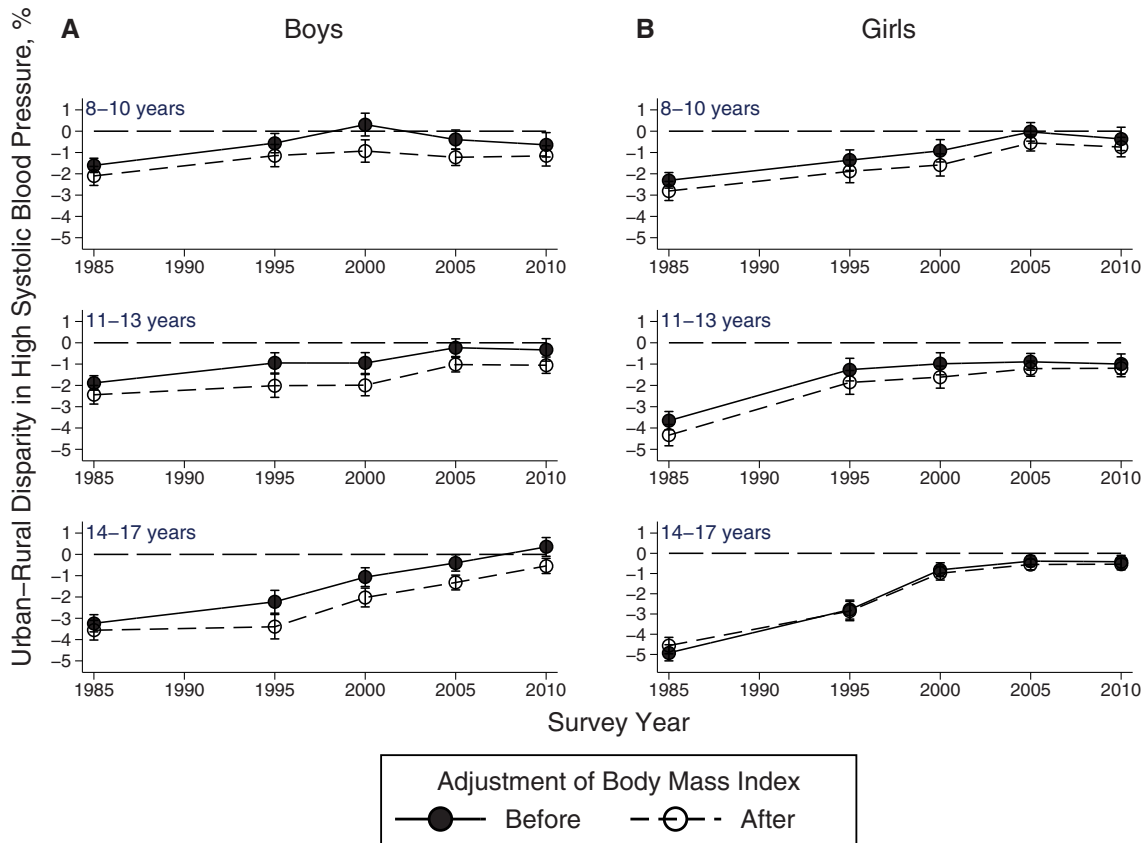 Urban–Rural Disparity in High Systolic Blood Pressure, %
A Boys
8–10 years
1
0
−1
−2
−3
−4
−5
1985 1990 1995 2000 2005 2010
11–13 years
1
0
−1
−2
−3
−4
−5
1985 1990 1995 2000 2005 2010
14–17 years
1
0
−1
−2
−3
−4
−5
1985 1990 1995 2000 2005 2010
B Girls
8–10 years
1
0
−1
−2
−3
−4
−5
1985 1990 1995 2000 2005 2010
11–13 years
1
0
−1
−2
−3
−4
−5
1985 1990 1995 2000 2005 2010
14–17 years
1
0
−1
−2
−3
−4
−5
1985 1990 1995 2000 2005 2010
Survey Year
Adjustment of Body Mass Index
Before After